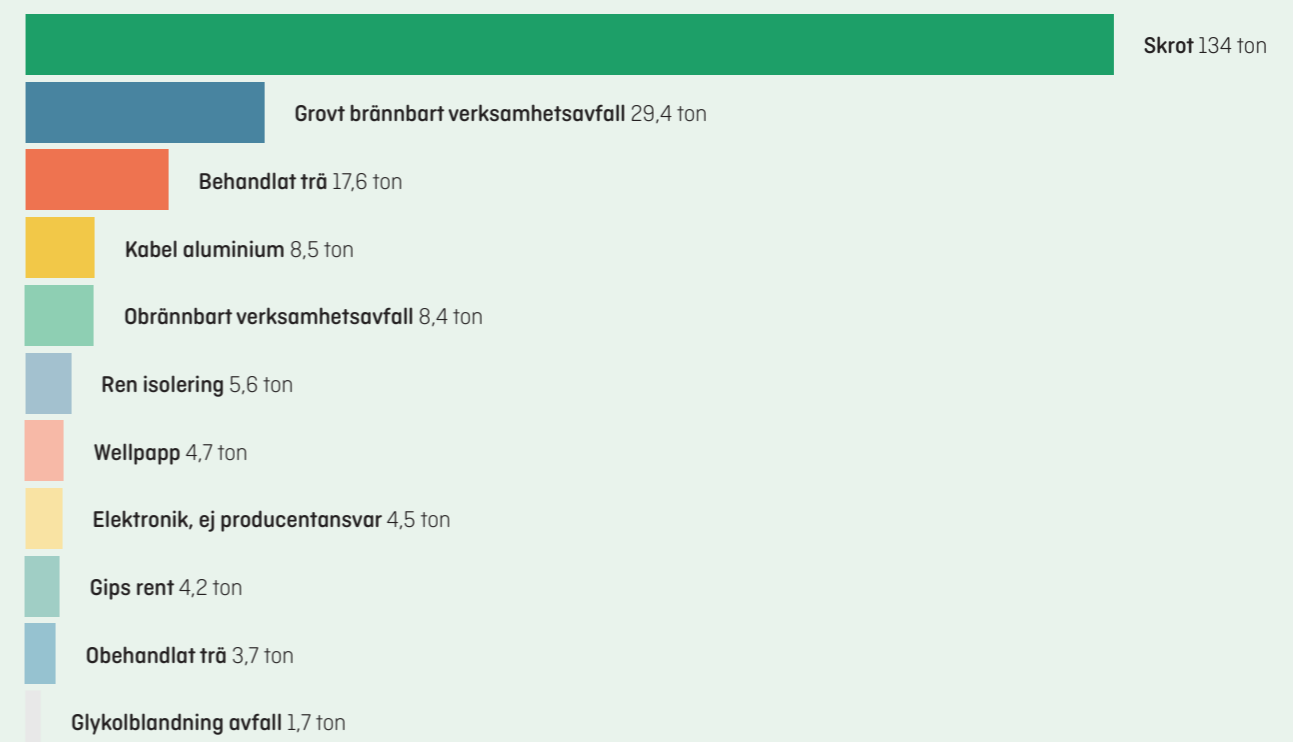 Skrot 134 ton
Grovt brännbart verksamhetsavfall 29,4 ton
Behandlat trä 17,6 ton
Kabel aluminium 8,5 ton
Obrännbart verksamhetsavfall 8,4 ton
Ren isolering 5,6 ton
Wellpapp 4,7 ton
Elektronik, ej producentansvar 4,5 ton
Gips rent 4,2 ton
Obehandlat trä 3,7 ton
Glykolblandning avfall 1,7 ton